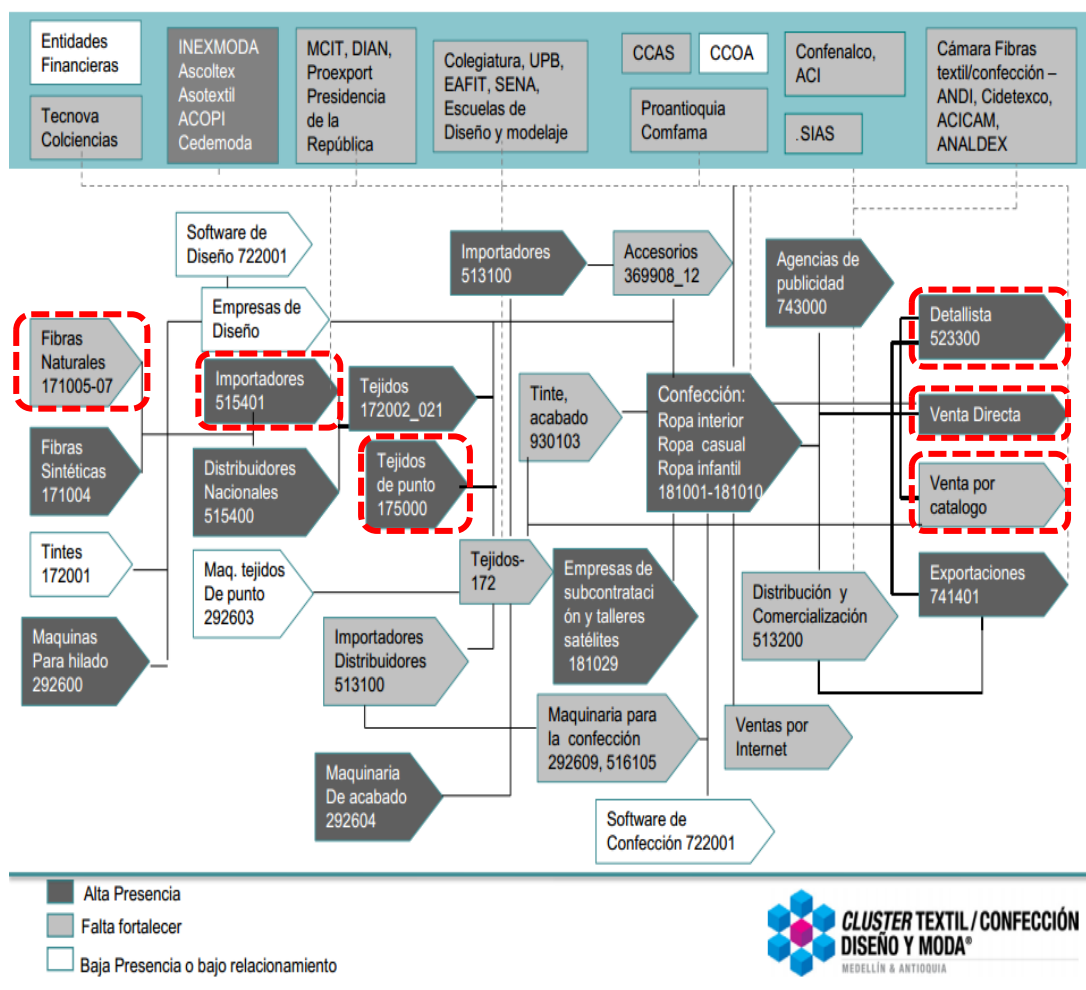 Entidades
Financieras
Tecnova
Colciencias
INEXMODA
Ascoltex
Asotextil
ACOPI
Cedemoda
MCIT, DIAN,
Proexport
Presidencia
de la
República
Colegiatura, UPB,
EAFIT, SENA,
Escuelas de
Diseño y modelaje
CCAS
CCOA
Proantioquia
Comfama
Confenalco,
ACI
.SIAS
Cámara Fibras
textil/confección –
ANDI, Cidetexco,
ACICAM,
ANALDEX
Software de
Diseño 722001
Empresas de
Diseño
Importadores
513100
Accesorios
369908_12
Agencias de
publicidad
743000
Fibras
Naturales
171005-07
Importadores
515401
Tejidos
172002_021
Tinte,
acabado
930103
Confección:
Ropa interior
Ropa casual
Ropa infantil
181001-181010
Detallista
523300
Venta Directa
Fibras
Sintéticas
171004
Distribuidores
Nacionales
515400
Tejidos
de punto
175000
Venta por
catalogo
Tintes
172001
Maq. tejidos
De punto
292603
Tejidos-
172
Empresas de
subcontrataci
ón y talleres
satélites
181029
Distribución y
Comercialización
513200
Exportaciones
741401
Maquinas
Para hilado
292600
Importadores
Distribuidores
513100
Maquinaria para
la confección
292609, 516105
Ventas por
Internet
Maquinaria
De acabado
292604
Software de
Confección 722001
Alta Presencia
Falta fortalecer
Baja Presencia o bajo relacionamiento
CLUSTER TEXTIL / CONFECCIÓN
DISEÑO Y MODA®
MEDELLÍN & ANTIOQUIA